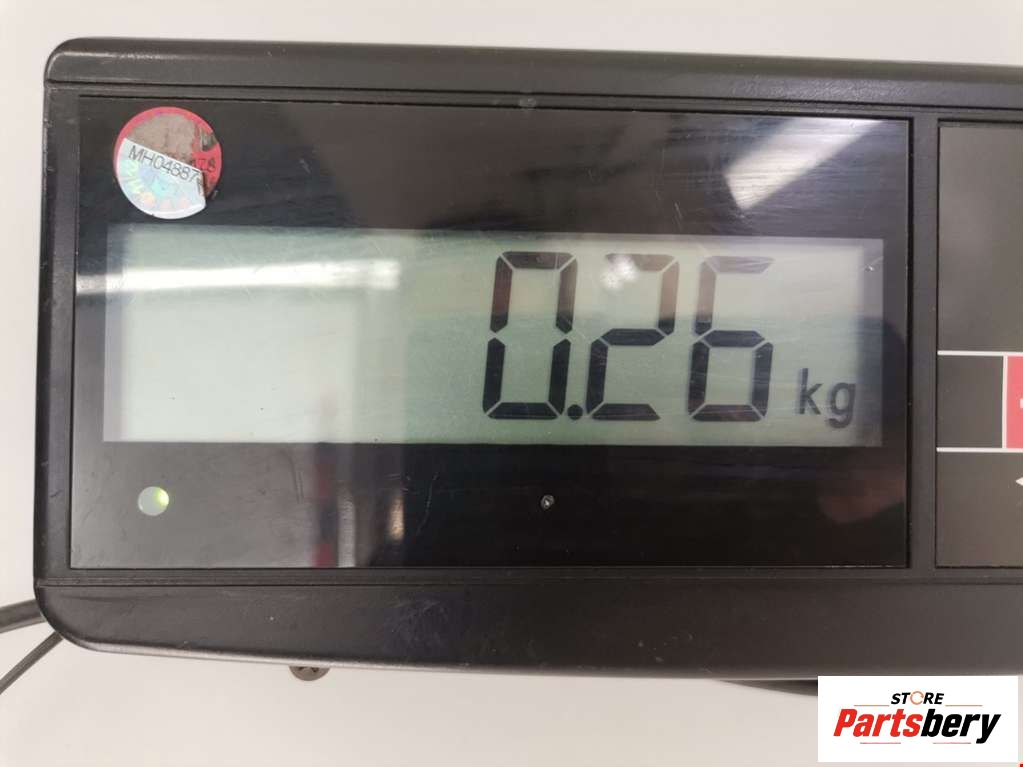 MH04887
0.26 kg
STORE
Partsbery